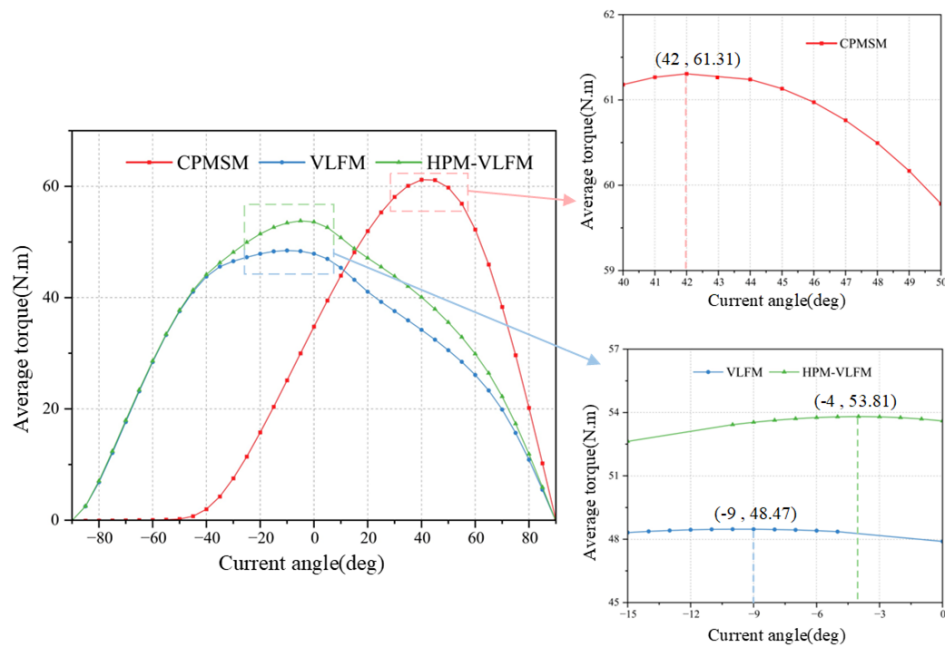 CPMSM VLFM HPM-VLFM
Average torque(N.m)
60
40
20
0
−80 −60 −40 −20 0 20 40 60 80
Current angle(deg)
CPMSM
(42 , 61.31)
Average torque(N.m)
62
61
60
59
40 41 42 43 44 45 46 47 48 49 50
Current angle(deg)
VLFM HPM-VLFM
(-4 , 53.81)
(-9 , 48.47)
Average torque(N.m)
57
54
51
48
45
−15 −12 −9 −6 −3 0
Current angle(deg)